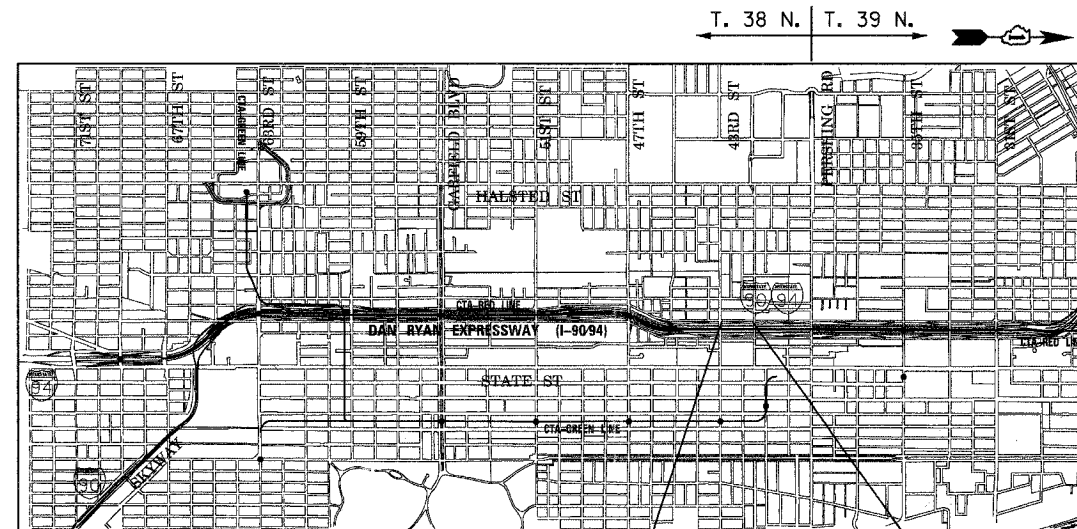 T. 38 N. T. 39 N.
71ST ST
67TH ST
CTA-GREEN LINE
63RD ST
59TH ST
GARFIELD BLVD
51ST ST
47TH ST
43RD ST
PERSHING RD
35TH ST
31ST ST
HALSTED ST
90 94
CTA-RED LINE
DAN RYAN EXPRESSWAY (I-90/94)
CTA-RED LI
94
STATE ST
CTA-GREEN LINE
SKYWAY
90